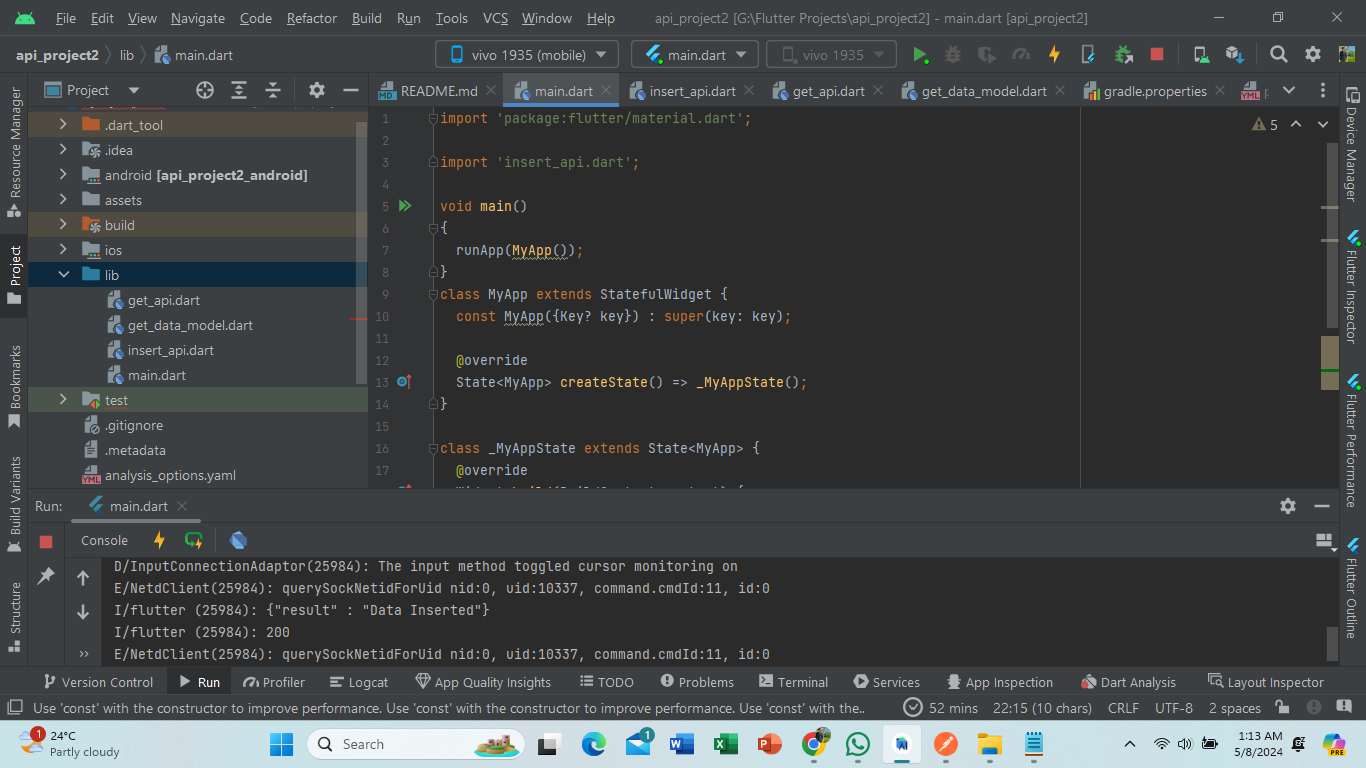 File Edit View Navigate Code Refactor Build Run Tools VCS Window Help api_project2 [G:\Flutter Projects\api_project2] - main.dart [api_project2]
api_project2 lib main.dart vivo 1935 (mobile) main.dart vivo 1935
Resource Manager
Project
Bookmarks
Build Variants
Structure
Project
.dart_tool
.idea
android [api_project2_android]
assets
build
ios
lib
get_api.dart
get_data_model.dart
insert_api.dart
main.dart
test
.gitignore
.metadata
analysis_options.yaml
README.md main.dart insert_api.dart get_api.dart get_data_model.dart gradle.properties
5
1 import 'package:flutter/material.dart';
2
3 import 'insert_api.dart';
4
5 void main()
6 {
7 runApp(MyApp());
8 }
9 class MyApp extends StatefulWidget {
10 const MyApp({Key? key}) : super(key: key);
11
12 @override
13 State<MyApp> createState() => _MyAppState();
14 }
15
16 class _MyAppState extends State<MyApp> {
17 @override
Device Manager
Flutter Inspector
Flutter Performance
Flutter Outline
Run: main.dart
Console
D/InputConnectionAdaptor(25984): The input method toggled cursor monitoring on
E/NetdClient(25984): querySockNetidForUid nid:0, uid:10337, command.cmdId:11, id:0
I/flutter (25984): {"result" : "Data Inserted"}
I/flutter (25984): 200
E/NetdClient(25984): querySockNetidForUid nid:0, uid:10337, command.cmdId:11, id:0
Version Control Run Profiler Logcat App Quality Insights TODO Problems Terminal Services App Inspection Dart Analysis Layout Inspector
Use 'const' with the constructor to improve performance. Use 'const' with the constructor to improve performance. Use 'const' with the.. 52 mins 22:15 (10 chars) CRLF UTF-8 2 spaces
1 24°C
Partly cloudy
Search
1
1:13 AM
5/8/2024
PRE